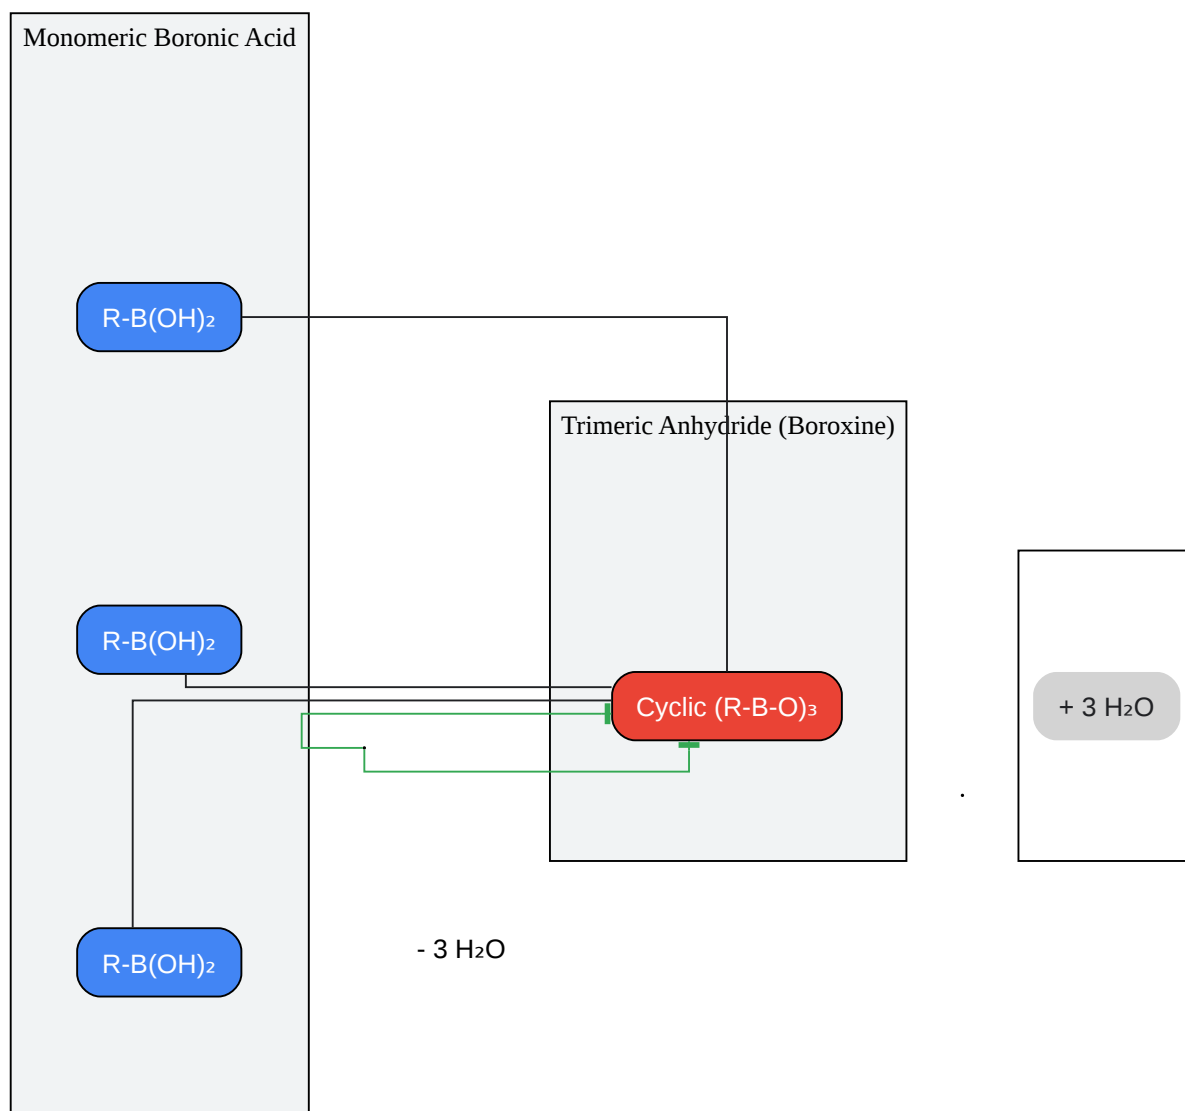 Monomeric Boronic Acid
R-B(OH)₂
Trimeric Anhydride (Boroxine)
R-B(OH)₂
Cyclic (R-B-O)₃
+ 3 H₂O
.
- 3 H₂O
R-B(OH)₂